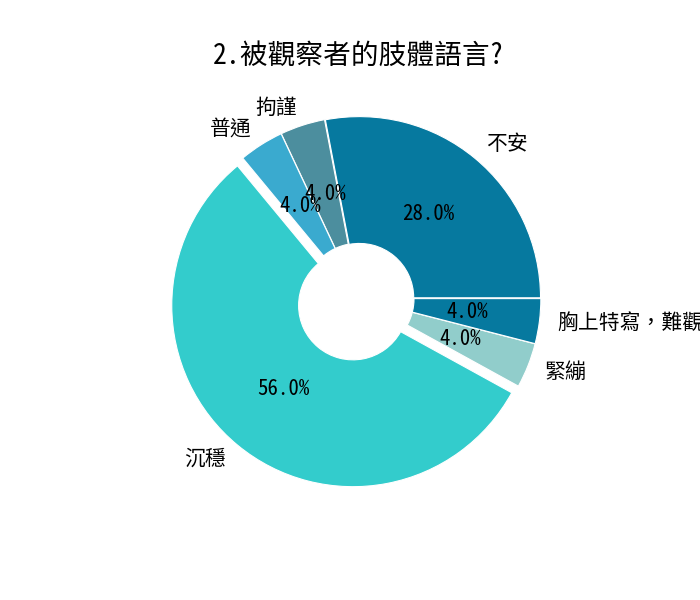 2.被觀察者的肢體語言?
拘謹
普通
不安
4.0%
4.0%
28.0%
4.0%
胸上特寫，難觀
4.0%
緊繃
56.0%
沉穩